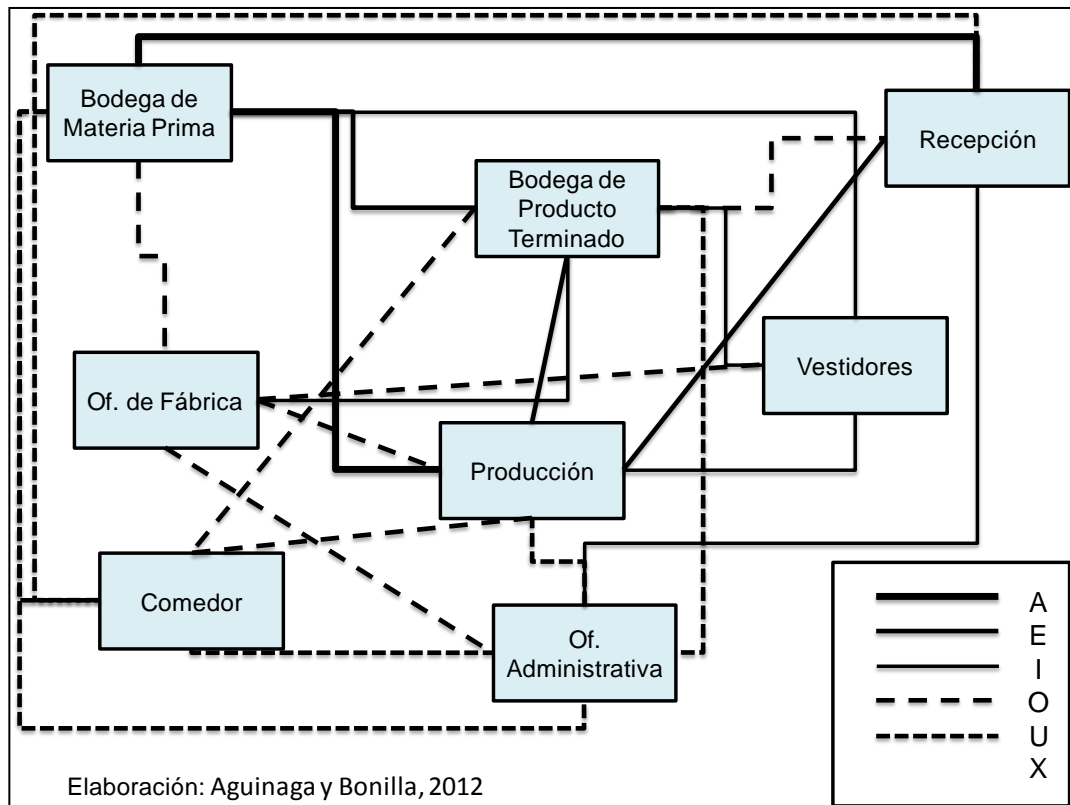 Bodega de
Materia Prima
Recepción
Bodega de
Producto
Terminado
Vestidores
Of. de Fábrica
Producción
Comedor
Of.
Administrativa
A
E
I
O
U
X
Elaboración: Aguinaga y Bonilla, 2012